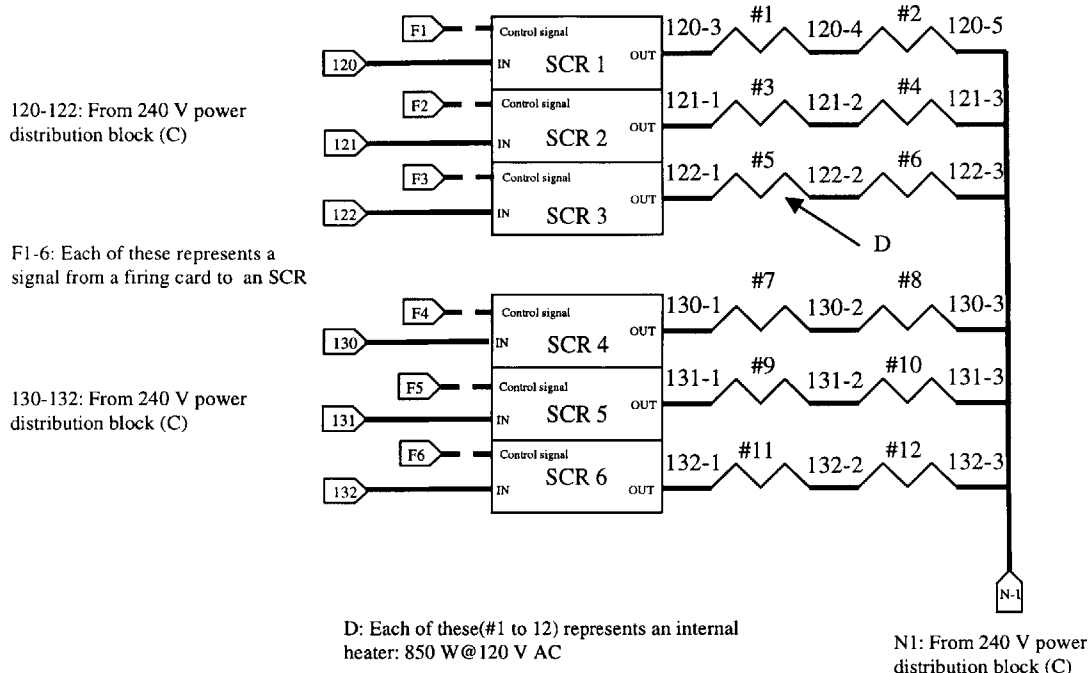 F1
Control signal
120-3
#1
120-4
#2
120-5
120
IN
SCR 1
OUT
120-122: From 240 V power
distribution block (C)
F2
Control signal
121-1
#3
121-2
#4
121-3
121
IN
SCR 2
OUT
F3
Control signal
122-1
#5
122-2
#6
122-3
122
IN
SCR 3
OUT
D
F1-6: Each of these represents a
signal from a firing card to an SCR
F4
Control signal
130-1
#7
130-2
#8
130-3
130
IN
SCR 4
OUT
130-132: From 240 V power
distribution block (C)
F5
Control signal
131-1
#9
131-2
#10
131-3
131
IN
SCR 5
OUT
F6
Control signal
132-1
#11
132-2
#12
132-3
132
IN
SCR 6
OUT
N-1
D: Each of these(#1 to 12) represents an internal
heater: 850 W@120 V AC
N1: From 240 V power
distribution block (C)